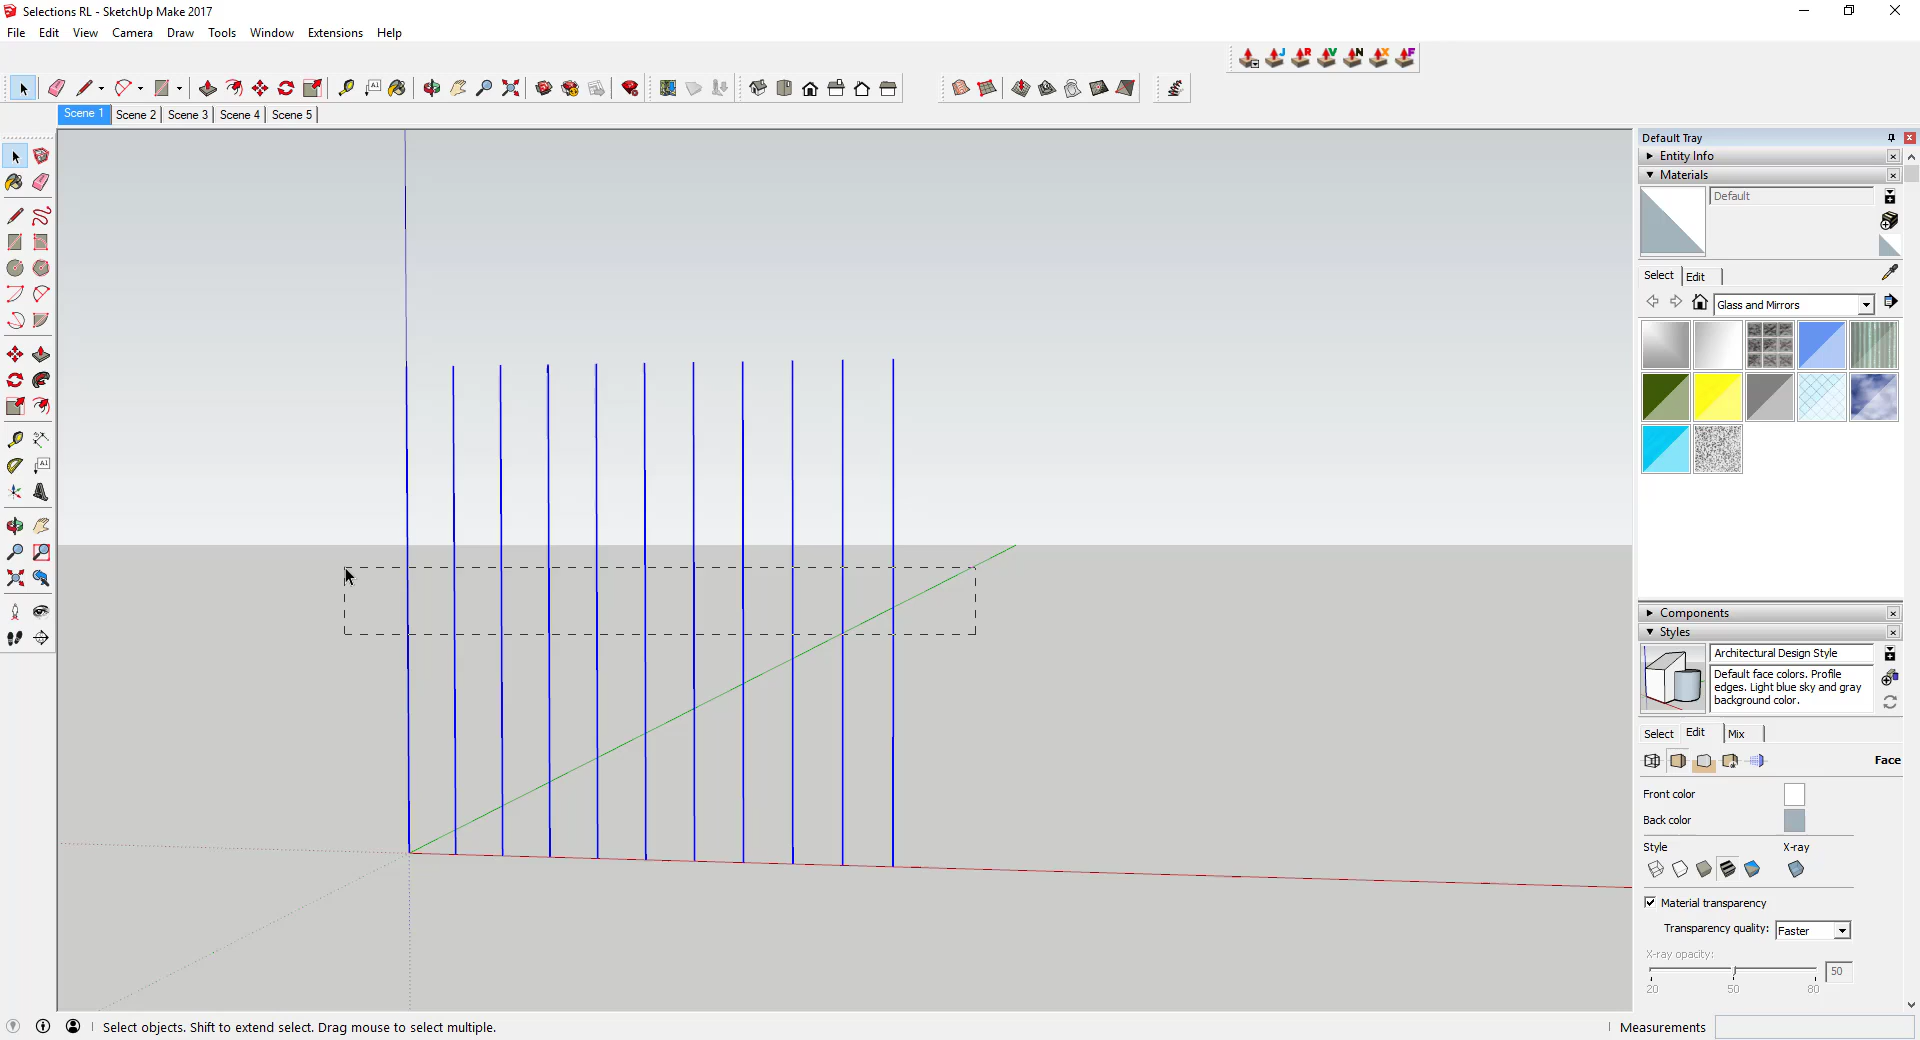 Selections RL - SketchUp Make 2017
File Edit View Camera Draw Tools Window Extensions Help
J R V N X F
A1
Scene 1 Scene 2 Scene 3 Scene 4 Scene 5
Default Tray
Entity Info
Materials
Default
Select Edit
Glass and Mirrors
A1
Components
Styles
Architectural Design Style
Default face colors. Profile
edges. Light blue sky and gray
background color.
Select Edit Mix
Face
Front color
Back color
Style X-ray
Material transparency
Transparency quality: Faster
X-ray opacity:
50
20 50 80
Select objects. Shift to extend select. Drag mouse to select multiple.
Measurements